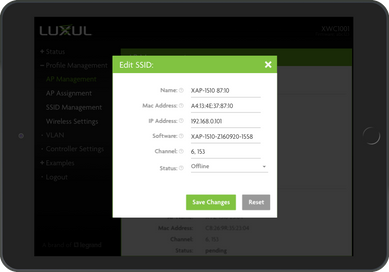 LUXUL
XWC-1000
Status
Profile Management
AP Management
AP Assignment
SSID Management
Wireless Settings
VLAN
Controller Settings
Examples
Logout
Edit SSID:
Name: XAP-1510 87:10
Mac Address: A4:13:4E:37:87:10
IP Address: 192.168.0.101
Software: XAP-1510-Z160920-1558
Channel: 6, 153
Status: Offline
Save Changes Reset
Mac Address:
Channel: 6, 153
Status: pending